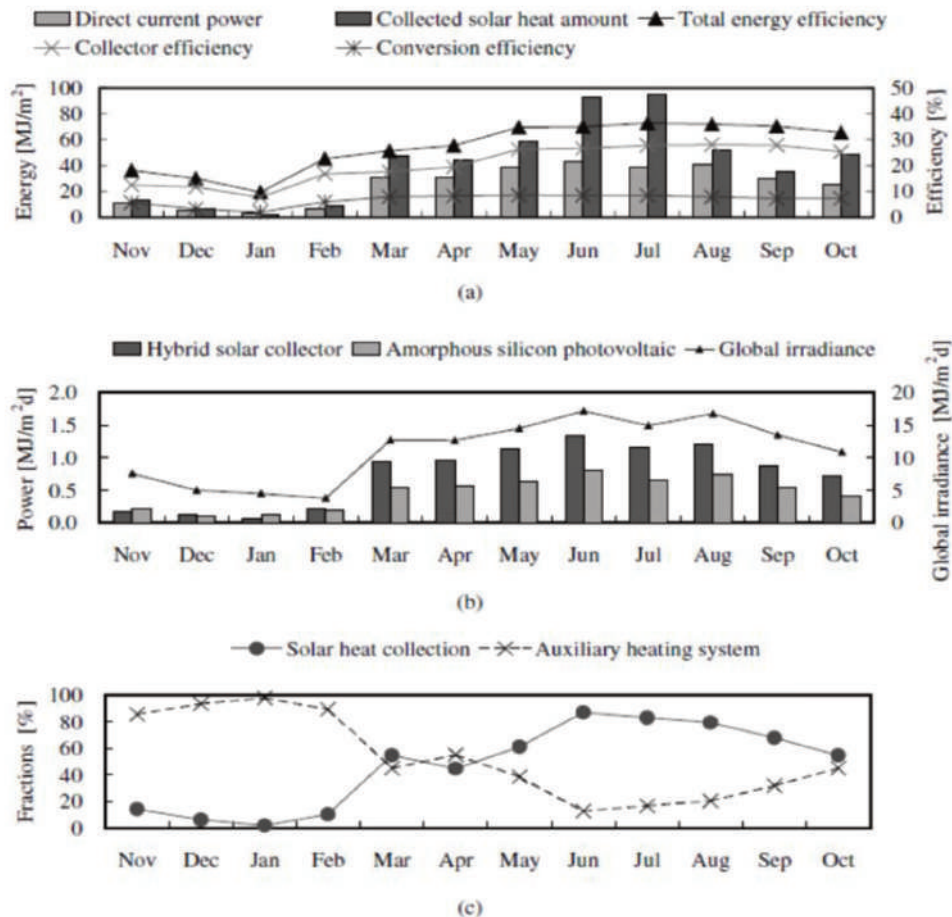 Direct current power Collected solar heat amount Total energy efficiency
Collector efficiency Conversion efficiency
Energy [MJ/m²]
100
80
60
40
20
0
50
40
30
20
10
0
Efficiency [%]
Nov Dec Jan Feb Mar Apr May Jun Jul Aug Sep Oct
(a)
Hybrid solar collector Amorphous silicon photovoltaic Global irradiance
Power [MJ/m²d]
2.0
1.5
1.0
0.5
0.0
20
15
10
5
0
Global irradiance [MJ/m²d]
Nov Dec Jan Feb Mar Apr May Jun Jul Aug Sep Oct
(b)
Solar heat collection Auxiliary heating system
Fractions [%]
100
80
60
40
20
0
Nov Dec Jan Feb Mar Apr May Jun Jul Aug Sep Oct
(c)